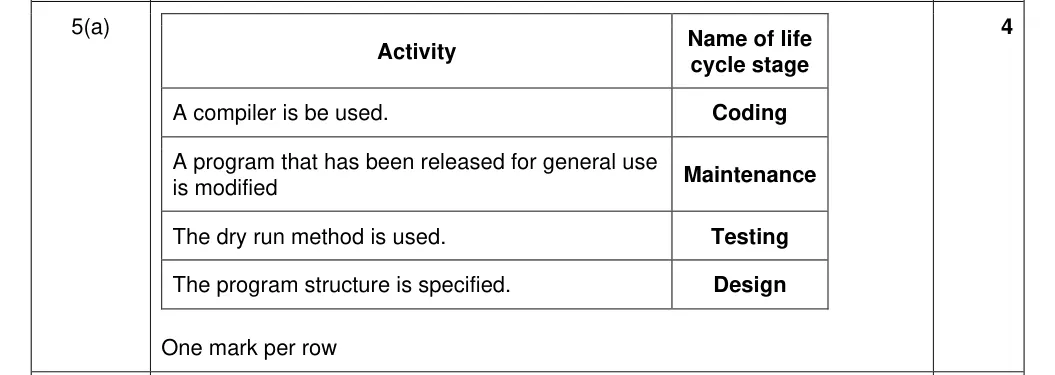 5(a)
Activity
Name of life
cycle stage
4
A compiler is be used.
Coding
A program that has been released for general use
is modified
Maintenance
The dry run method is used.
Testing
The program structure is specified.
Design
One mark per row